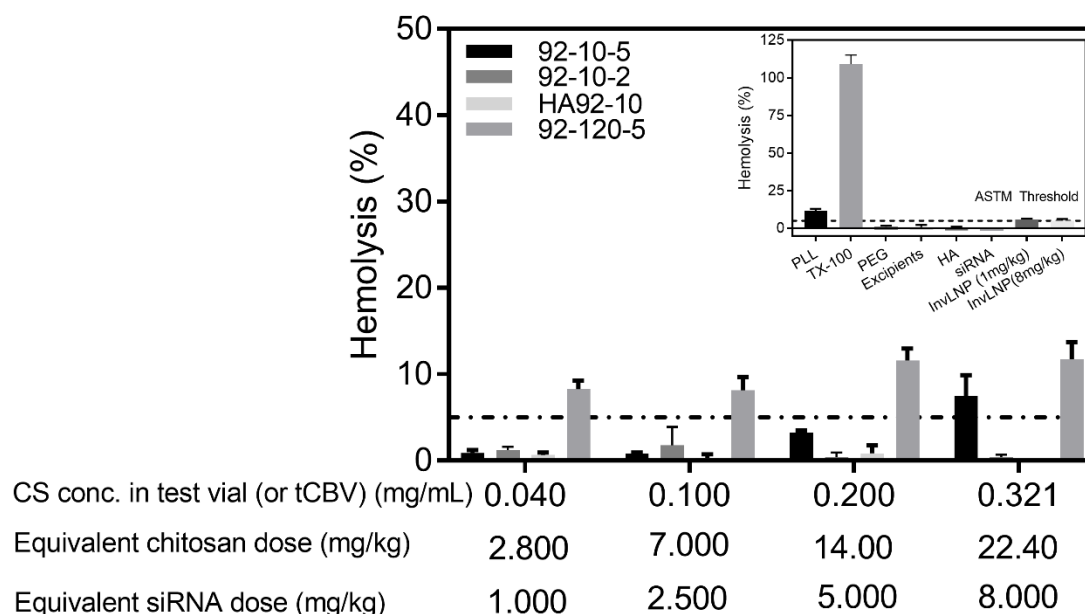 50
40
30
20
10
0
Hemolysis (%)
92-10-5
92-10-2
HA92-10
92-120-5
125
100
75
50
25
0
Hemolysis (%)
ASTM Threshold
PLL
TX-100
PEG
Excipients
HA
siRNA
InvLNP (1mg/kg)
InvLNP(8mg/kg)
CS conc. in test vial (or tCBV) (mg/mL) 0.040 0.100 0.200 0.321
Equivalent chitosan dose (mg/kg) 2.800 7.000 14.00 22.40
Equivalent siRNA dose (mg/kg) 1.000 2.500 5.000 8.000